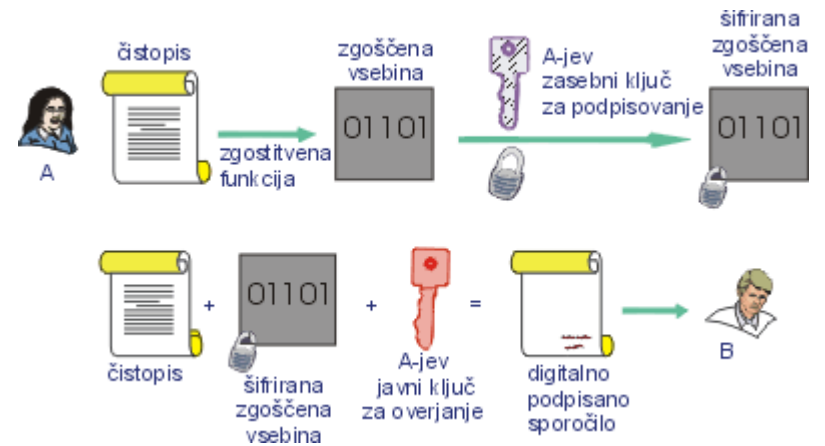 čistopis
A
zgostitvena
funkcija
zgoščena
vsebina
01101
A-jev
zasebni ključ
za podpisovanje
šifrirana
zgoščena
vsebina
01101
čistopis
+
01101
šifrirana
zgoščena
vsebina
+
A-jev
javni ključ
za overjanje
=
digitalno
podpisano
sporočilo
B